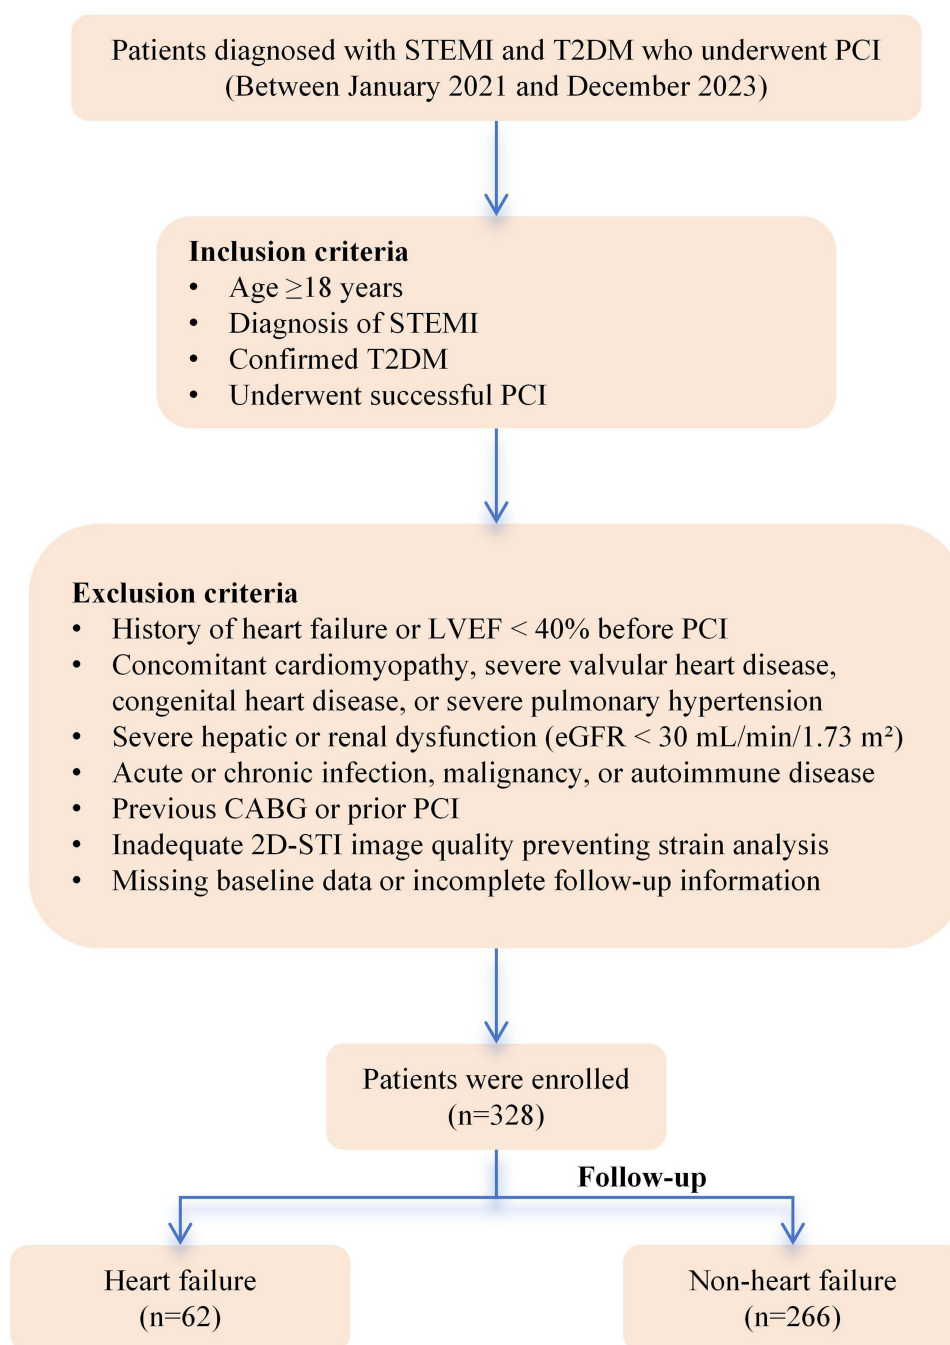 Patients diagnosed with STEMI and T2DM who underwent PCI
(Between January 2021 and December 2023)
Inclusion criteria
• Age ≥18 years
• Diagnosis of STEMI
• Confirmed T2DM
• Underwent successful PCI
Exclusion criteria
• History of heart failure or LVEF < 40% before PCI
• Concomitant cardiomyopathy, severe valvular heart disease,
congenital heart disease, or severe pulmonary hypertension
• Severe hepatic or renal dysfunction (eGFR < 30 mL/min/1.73 m²)
• Acute or chronic infection, malignancy, or autoimmune disease
• Previous CABG or prior PCI
• Inadequate 2D-STI image quality preventing strain analysis
• Missing baseline data or incomplete follow-up information
Patients were enrolled
(n=328)
Follow-up
Heart failure
(n=62)
Non-heart failure
(n=266)